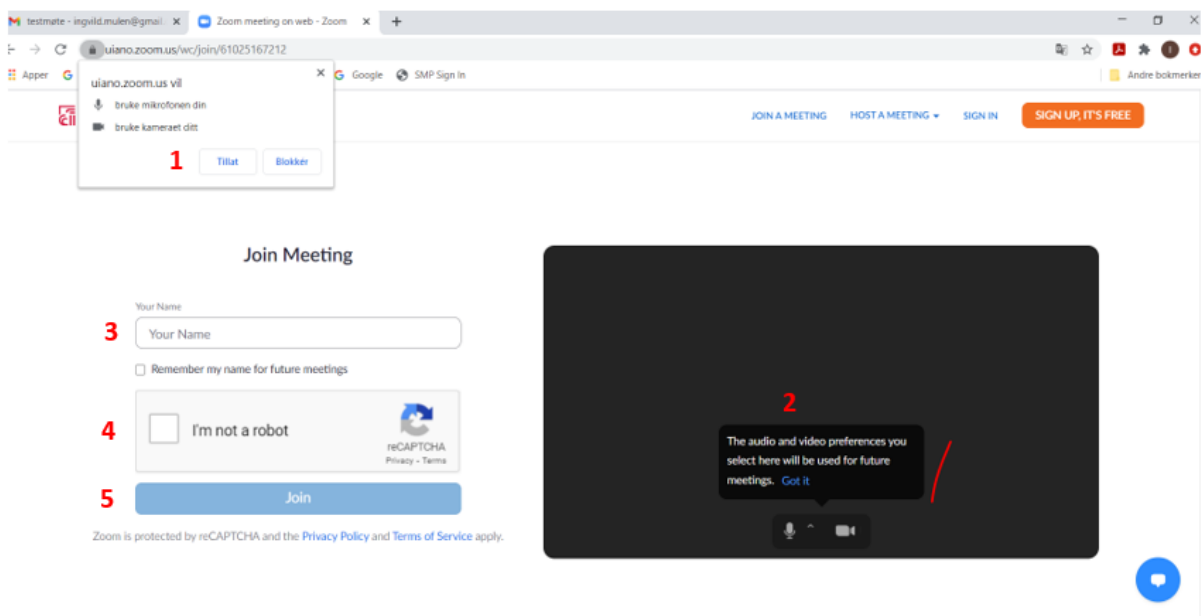 testmøte - ingvild.mulen@gmail.
Zoom meeting on web - Zoom
uiano.zoom.us/wc/join/61025167212
Apper
Google
SMP Sign In
Andre bokmerker
uiano.zoom.us vil
bruke mikrofonen din
bruke kameraet ditt
1
Tillat
Blokker
JOIN A MEETING
HOST A MEETING
SIGN IN
SIGN UP, IT'S FREE
Join Meeting
Your Name
3
Your Name
Remember my name for future meetings
4
I'm not a robot
reCAPTCHA
Privacy - Terms
5
Join
Zoom is protected by reCAPTCHA and the Privacy Policy and Terms of Service apply.
2
The audio and video preferences you
select here will be used for future
meetings. Got it